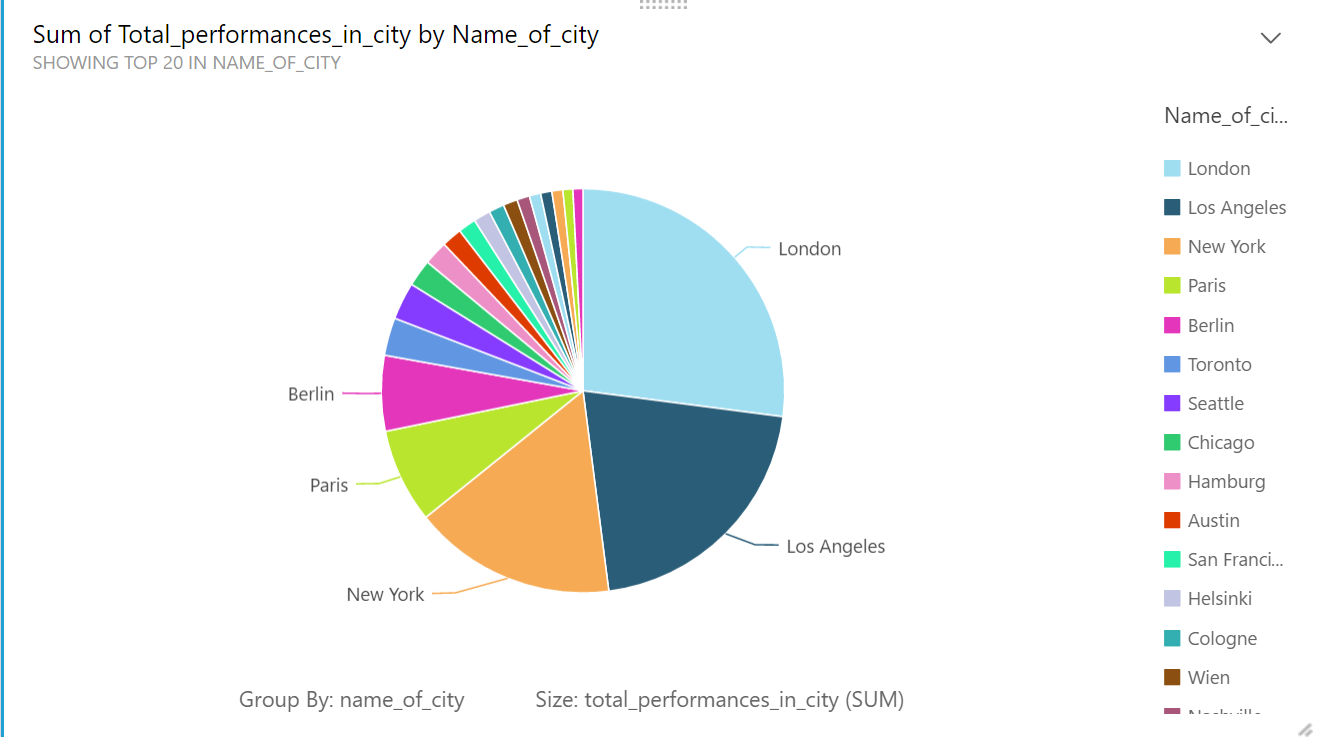 Sum of Total_performances_in_city by Name_of_city
SHOWING TOP 20 IN NAME_OF_CITY
Name_of_ci...
London
Los Angeles
New York
Paris
Berlin
Toronto
Seattle
Chicago
Hamburg
Austin
San Franci...
Helsinki
Cologne
Wien
London
Berlin
Paris
Los Angeles
New York
Group By: name_of_city
Size: total_performances_in_city (SUM)